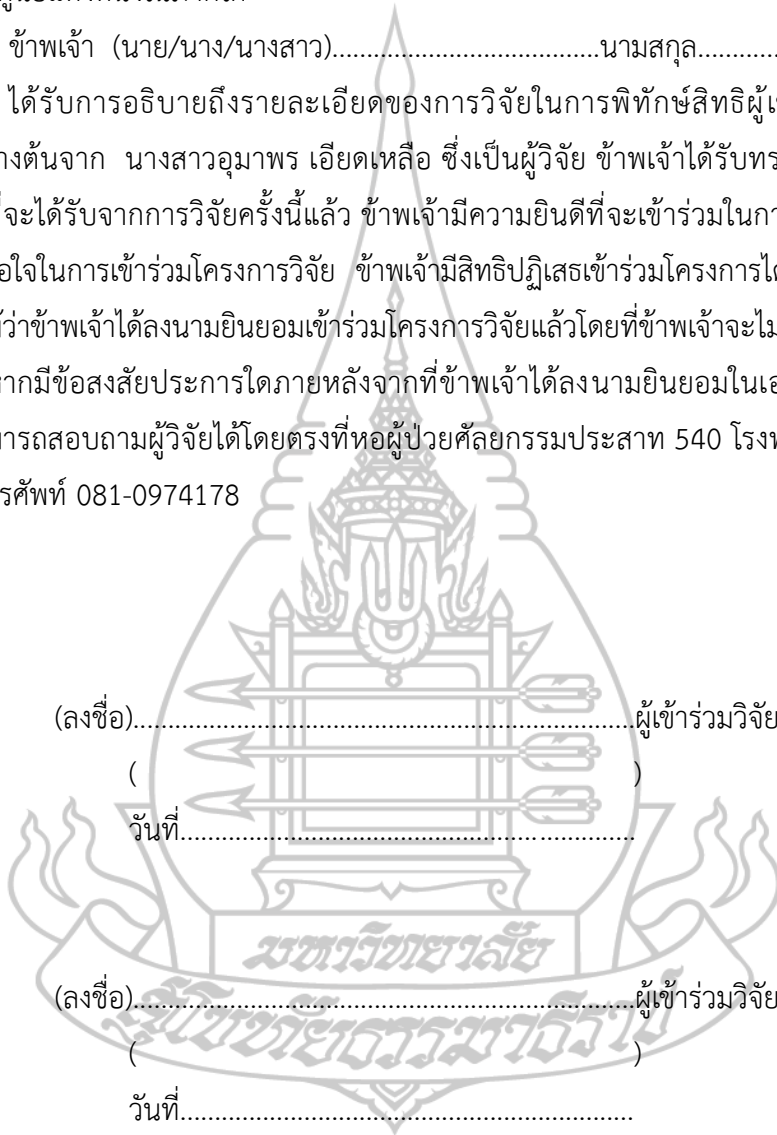 ข้าพเจ้า (นาย/นาง/นางสาว)......................................นามสกุล............
ได้รับการอธิบายถึงรายละเอียดของการวิจัยในการพิทักษ์สิทธิผู้เ
างต้นจาก นางสาวอุมาพร เอียดเหลือ ซึ่งเป็นผู้วิจัย ข้าพเจ้าได้รับทร
ี่จะได้รับจากการวิจัยครั้งนี้แล้ว ข้าพเจ้ามีความยินดีที่จะเข้าร่วมในกา
อใจในการเข้าร่วมโครงการวิจัย ข้าพเจ้ามีสิทธิปฏิเสธเข้าร่วมโครงการได
ว่าข้าพเจ้าได้ลงนามยินยอมเข้าร่วมโครงการวิจัยแล้วโดยที่ข้าพเจ้าจะไม
ากมีข้อสงสัยประการใดภายหลังจากที่ข้าพเจ้าได้ลงนามยินยอมในเอ
ารถสอบถามผู้วิจัยได้โดยตรงที่หอผู้ป่วยศัลยกรรมประสาท 540 โรงพ
รศัพท์ 081-0974178
(ลงชื่อ)........................................................................ผู้เข้าร่วมวิจัย
( )
วันที่..................................................................
มหาวิทยาลัย
(ลงชื่อ)........................................................................ผู้เข้าร่วมวิจัย
สุโขทัยธรรมาธิราช
( )
วันที่..................................................................